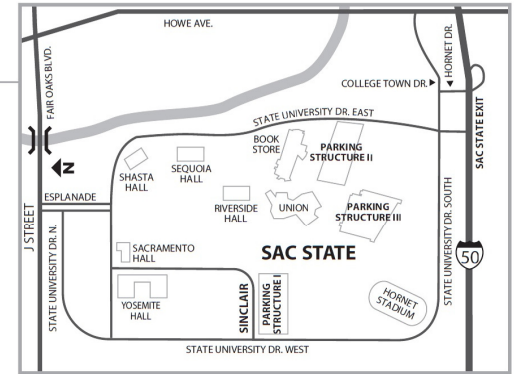 HOWE AVE.
FAIR OAKS BLVD.
HORNET DR.
COLLEGE TOWN DR.
STATE UNIVERSITY DR. EAST
SAC STATE EXIT
BOOK
STORE
PARKING
STRUCTURE II
N
SHASTA
HALL
SEQUOIA
HALL
ESPLANADE
RIVERSIDE
HALL
UNION
PARKING
STRUCTURE III
J STREET
STATE UNIVERSITY DR. N.
STATE UNIVERSITY DR. SOUTH
SACRAMENTO
HALL
SAC STATE
50
YOSEMITE
HALL
SINCLAIR
PARKING
STRUCTURE I
HORNET
STADIUM
STATE UNIVERSITY DR. WEST